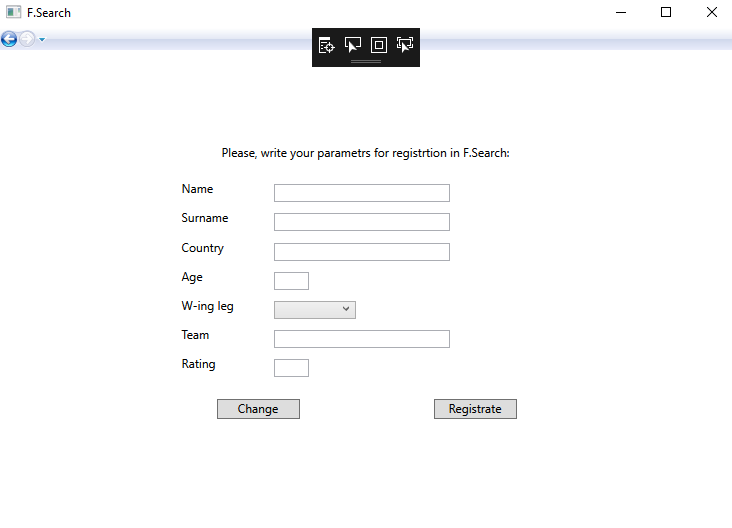 F.Search
Please, write your parametrs for registrtion in F.Search:
Name
Surname
Country
Age
W-ing leg
Team
Rating
Change Registrate